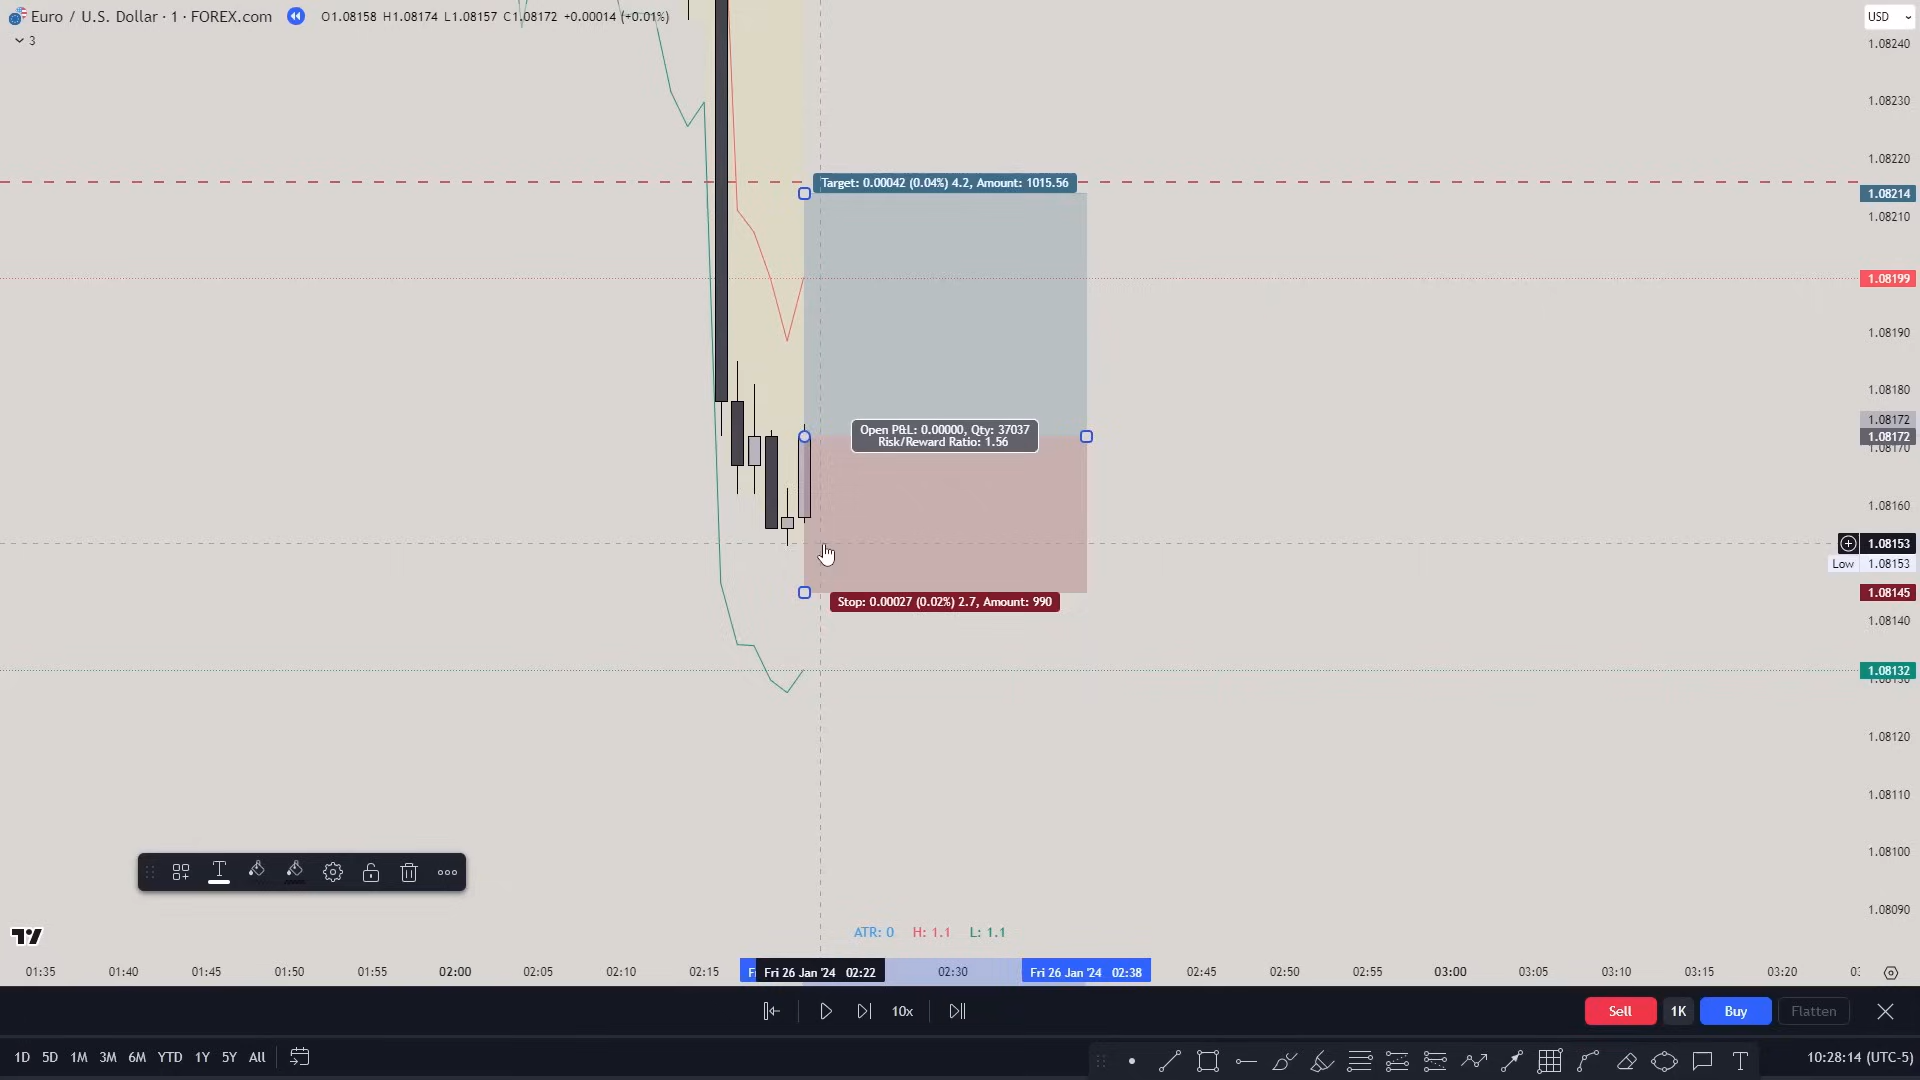 Euro / U.S. Dollar · 1 · FOREX.com O1.08158 H1.08174 L1.08157 C1.08172 +0.00014 (+0.01%)
USD
3
1.08240
1.08230
1.08220
Target: 0.00042 (0.04%) 4.2, Amount: 1015.56
1.08214
1.08210
1.08199
1.08190
1.08180
1.08172
Open P&L: 0.00000, Qty: 37037
Risk/Reward Ratio: 1.56
1.08172
1.08170
1.08160
1.08153
Low 1.08153
1.08145
Stop: 0.00027 (0.02%) 2.7, Amount: 990
1.08140
1.08132
1.08120
1.08110
1.08100
1.08090
ATR: 0 H: 1.1 L: 1.1
01:35 01:40 01:45 01:50 01:55 02:00 02:05 02:10 02:15 Fri 26 Jan '24 02:22 02:30 Fri 26 Jan '24 02:38 02:45 02:50 02:55 03:00 03:05 03:10 03:15 03:20
10x Sell 1K Buy Flatten
1D 5D 1M 3M 6M YTD 1Y 5Y All 10:28:14 (UTC-5)